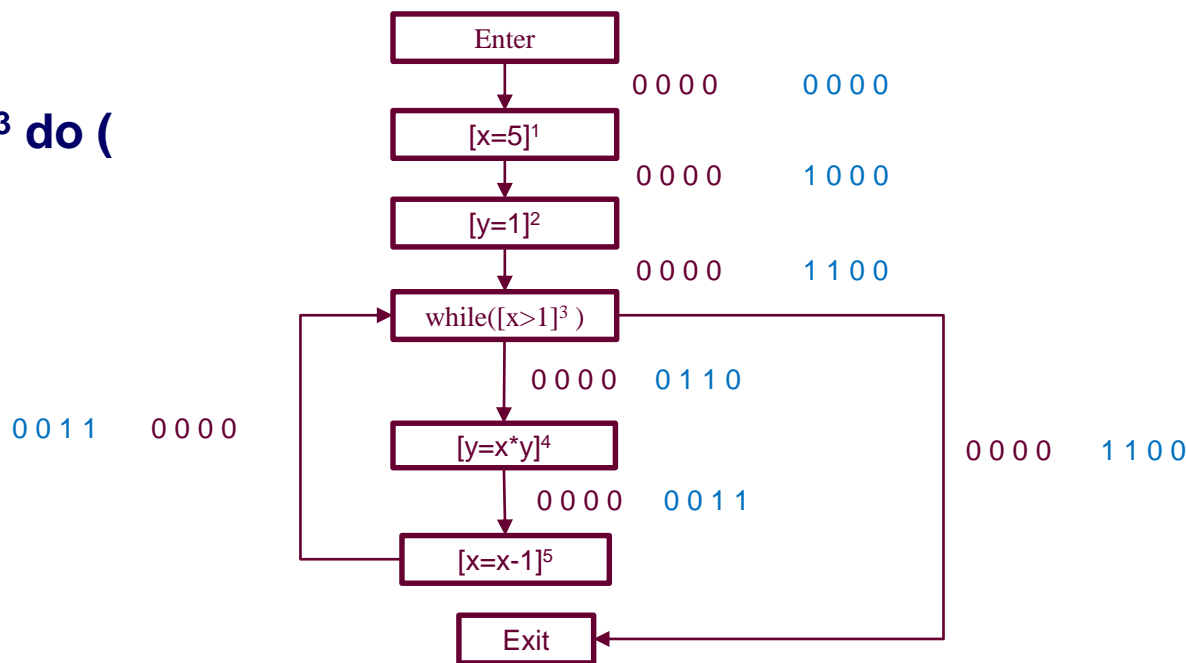 Enter
0 0 0 0 0 0 0 0
³ do (
[x=5]¹
0 0 0 0 1 0 0 0
[y=1]²
0 0 0 0 1 1 0 0
while([x>1]³ )
0 0 0 0 0 1 1 0
0 0 1 1 0 0 0 0
[y=x*y]⁴
0 0 0 0 1 1 0 0
0 0 0 0 0 0 1 1
[x=x-1]⁵
Exit